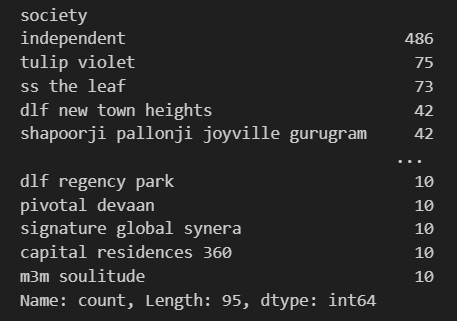 society
independent 486
tulip violet 75
ss the leaf 73
dlf new town heights 42
shapoorji pallonji joyville gurugram 42
...
dlf regency park 10
pivotal devaan 10
signature global synera 10
capital residences 360 10
m3m soulitude 10
Name: count, Length: 95, dtype: int64